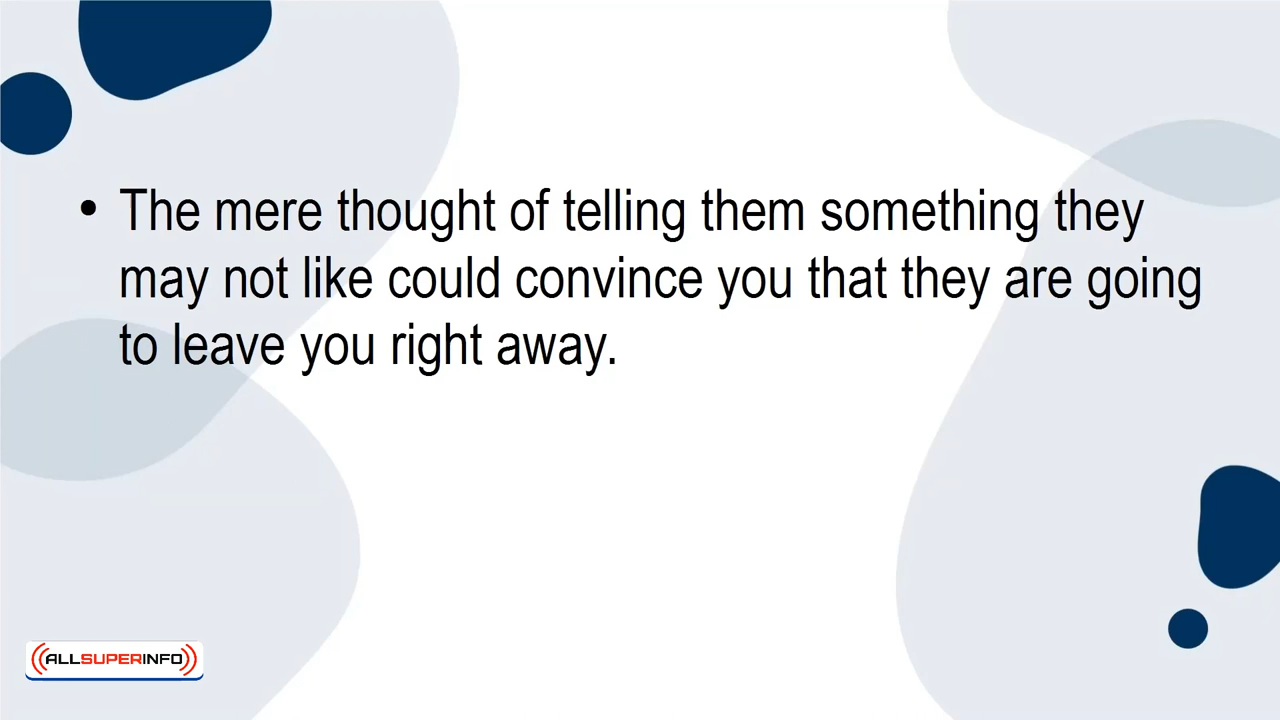 • The mere thought of telling them something they
may not like could convince you that they are going
to leave you right away.
ALLSUPERINFO